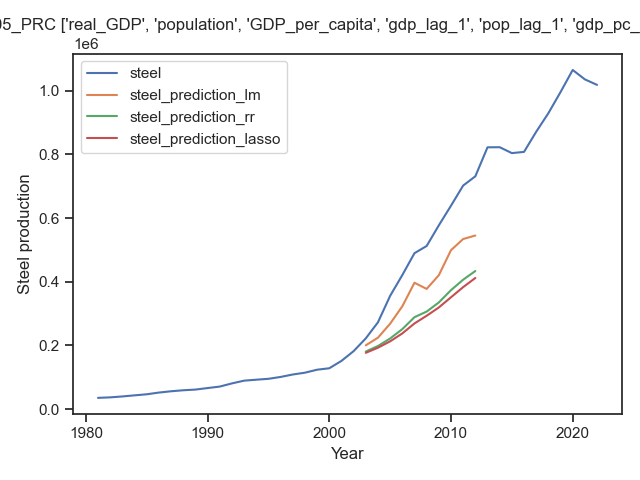 05_PRC ['real_GDP', 'population', 'GDP_per_capita', 'gdp_lag_1', 'pop_lag_1', 'gdp_pc_
1e6
steel
steel_prediction_lm
steel_prediction_rr
steel_prediction_lasso
1.0
0.8
0.6
0.4
0.2
0.0
Steel production
1980
1990
2000
2010
2020
Year